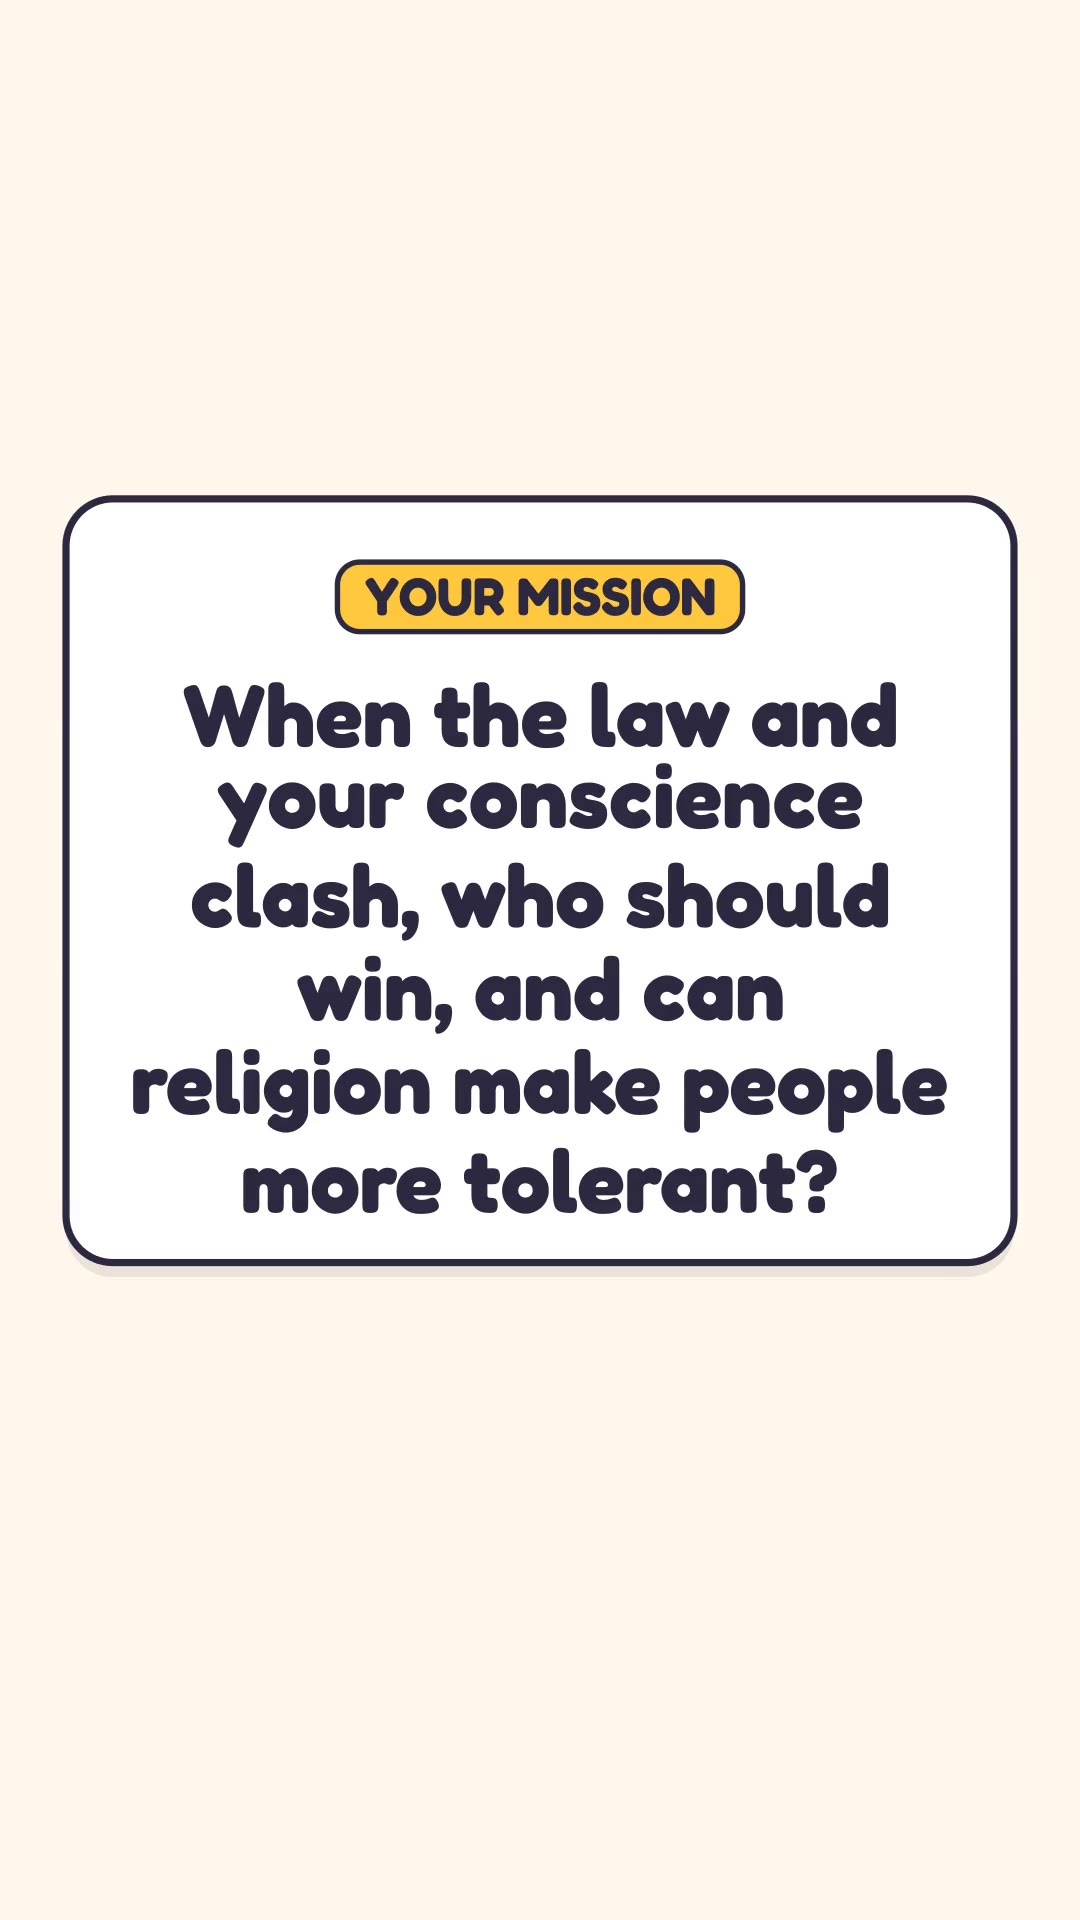 YOUR MISSION
When the law and
your conscience
clash, who should
win, and can
religion make people
more tolerant?